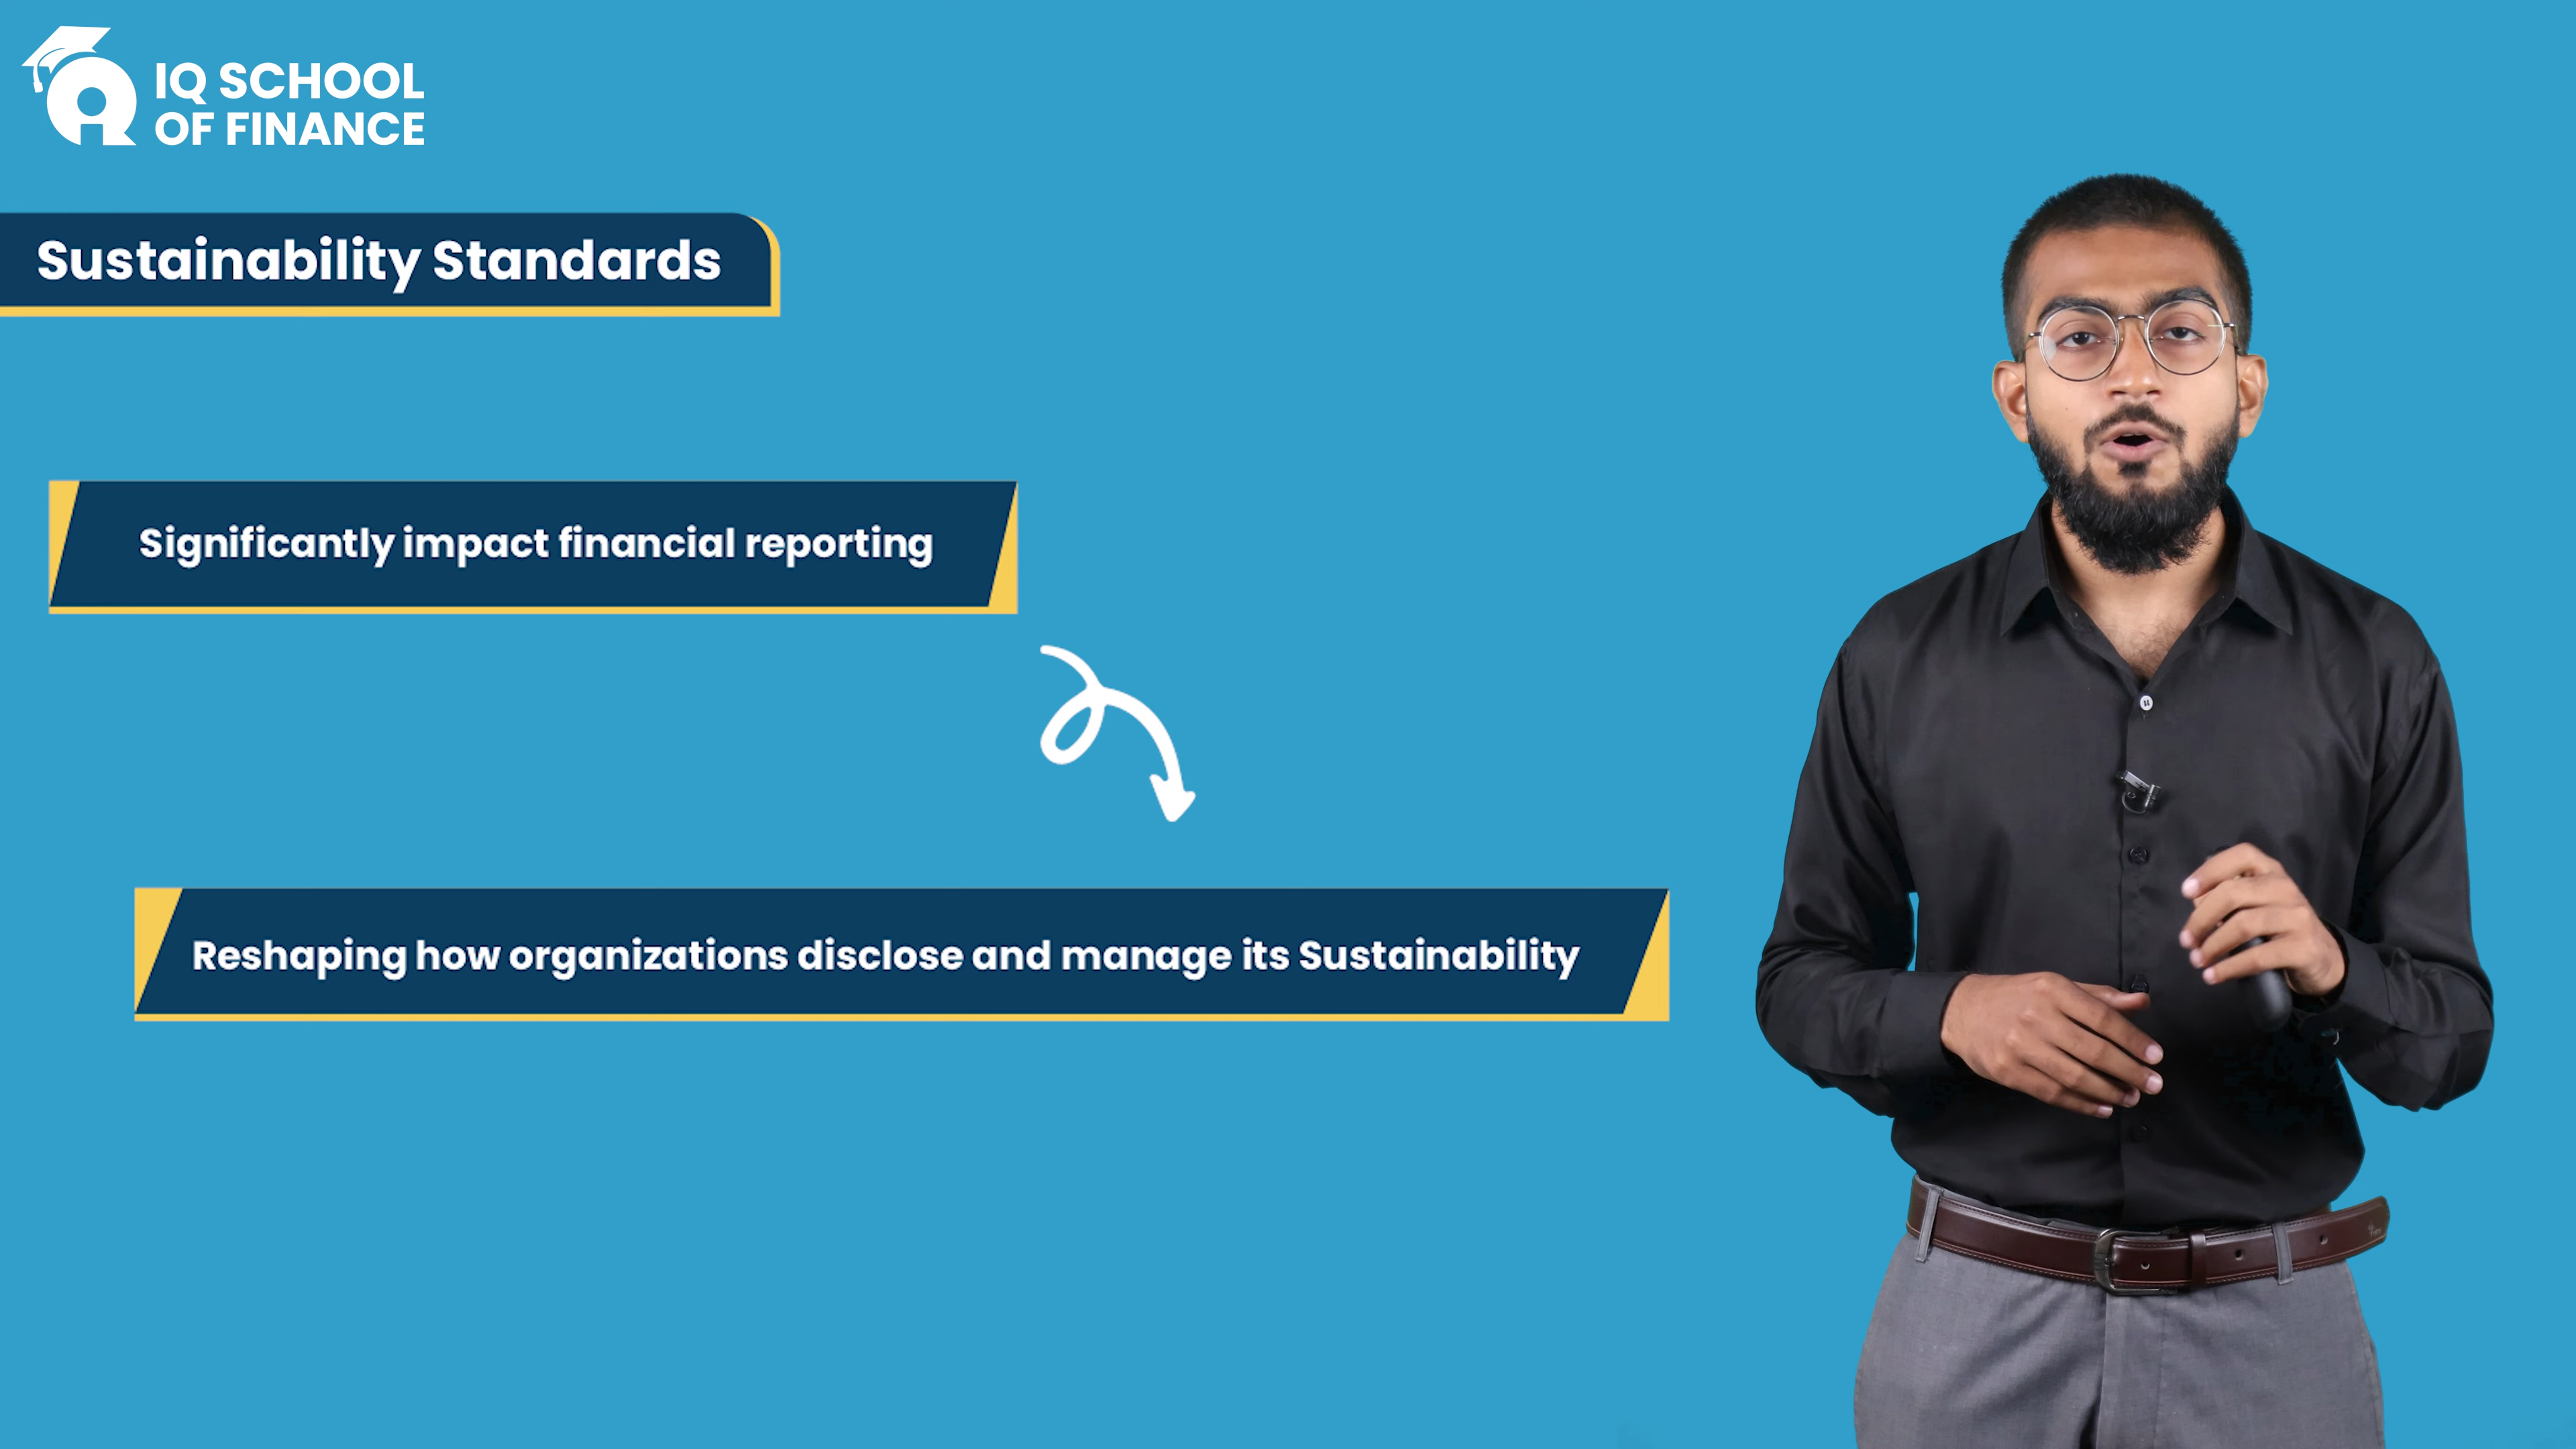 IQ SCHOOL
OF FINANCE
Sustainability Standards
Significantly impact financial reporting
Reshaping how organizations disclose and manage its Sustainability